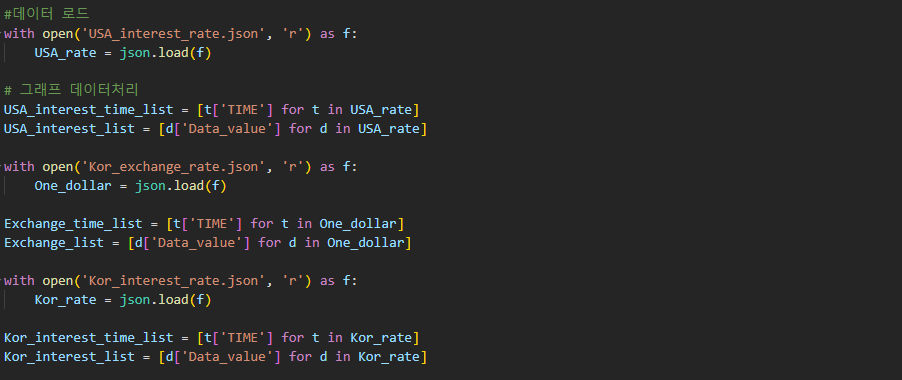 #데이터 로드
with open('USA_interest_rate.json', 'r') as f:
    USA_rate = json.load(f)
# 그래프 데이터처리
USA_interest_time_list = [t['TIME'] for t in USA_rate]
USA_interest_list = [d['Data_value'] for d in USA_rate]
with open('Kor_exchange_rate.json', 'r') as f:
    One_dollar = json.load(f)
Exchange_time_list = [t['TIME'] for t in One_dollar]
Exchange_list = [d['Data_value'] for d in One_dollar]
with open('Kor_interest_rate.json', 'r') as f:
    Kor_rate = json.load(f)
Kor_interest_time_list = [t['TIME'] for t in Kor_rate]
Kor_interest_list = [d['Data_value'] for d in Kor_rate]